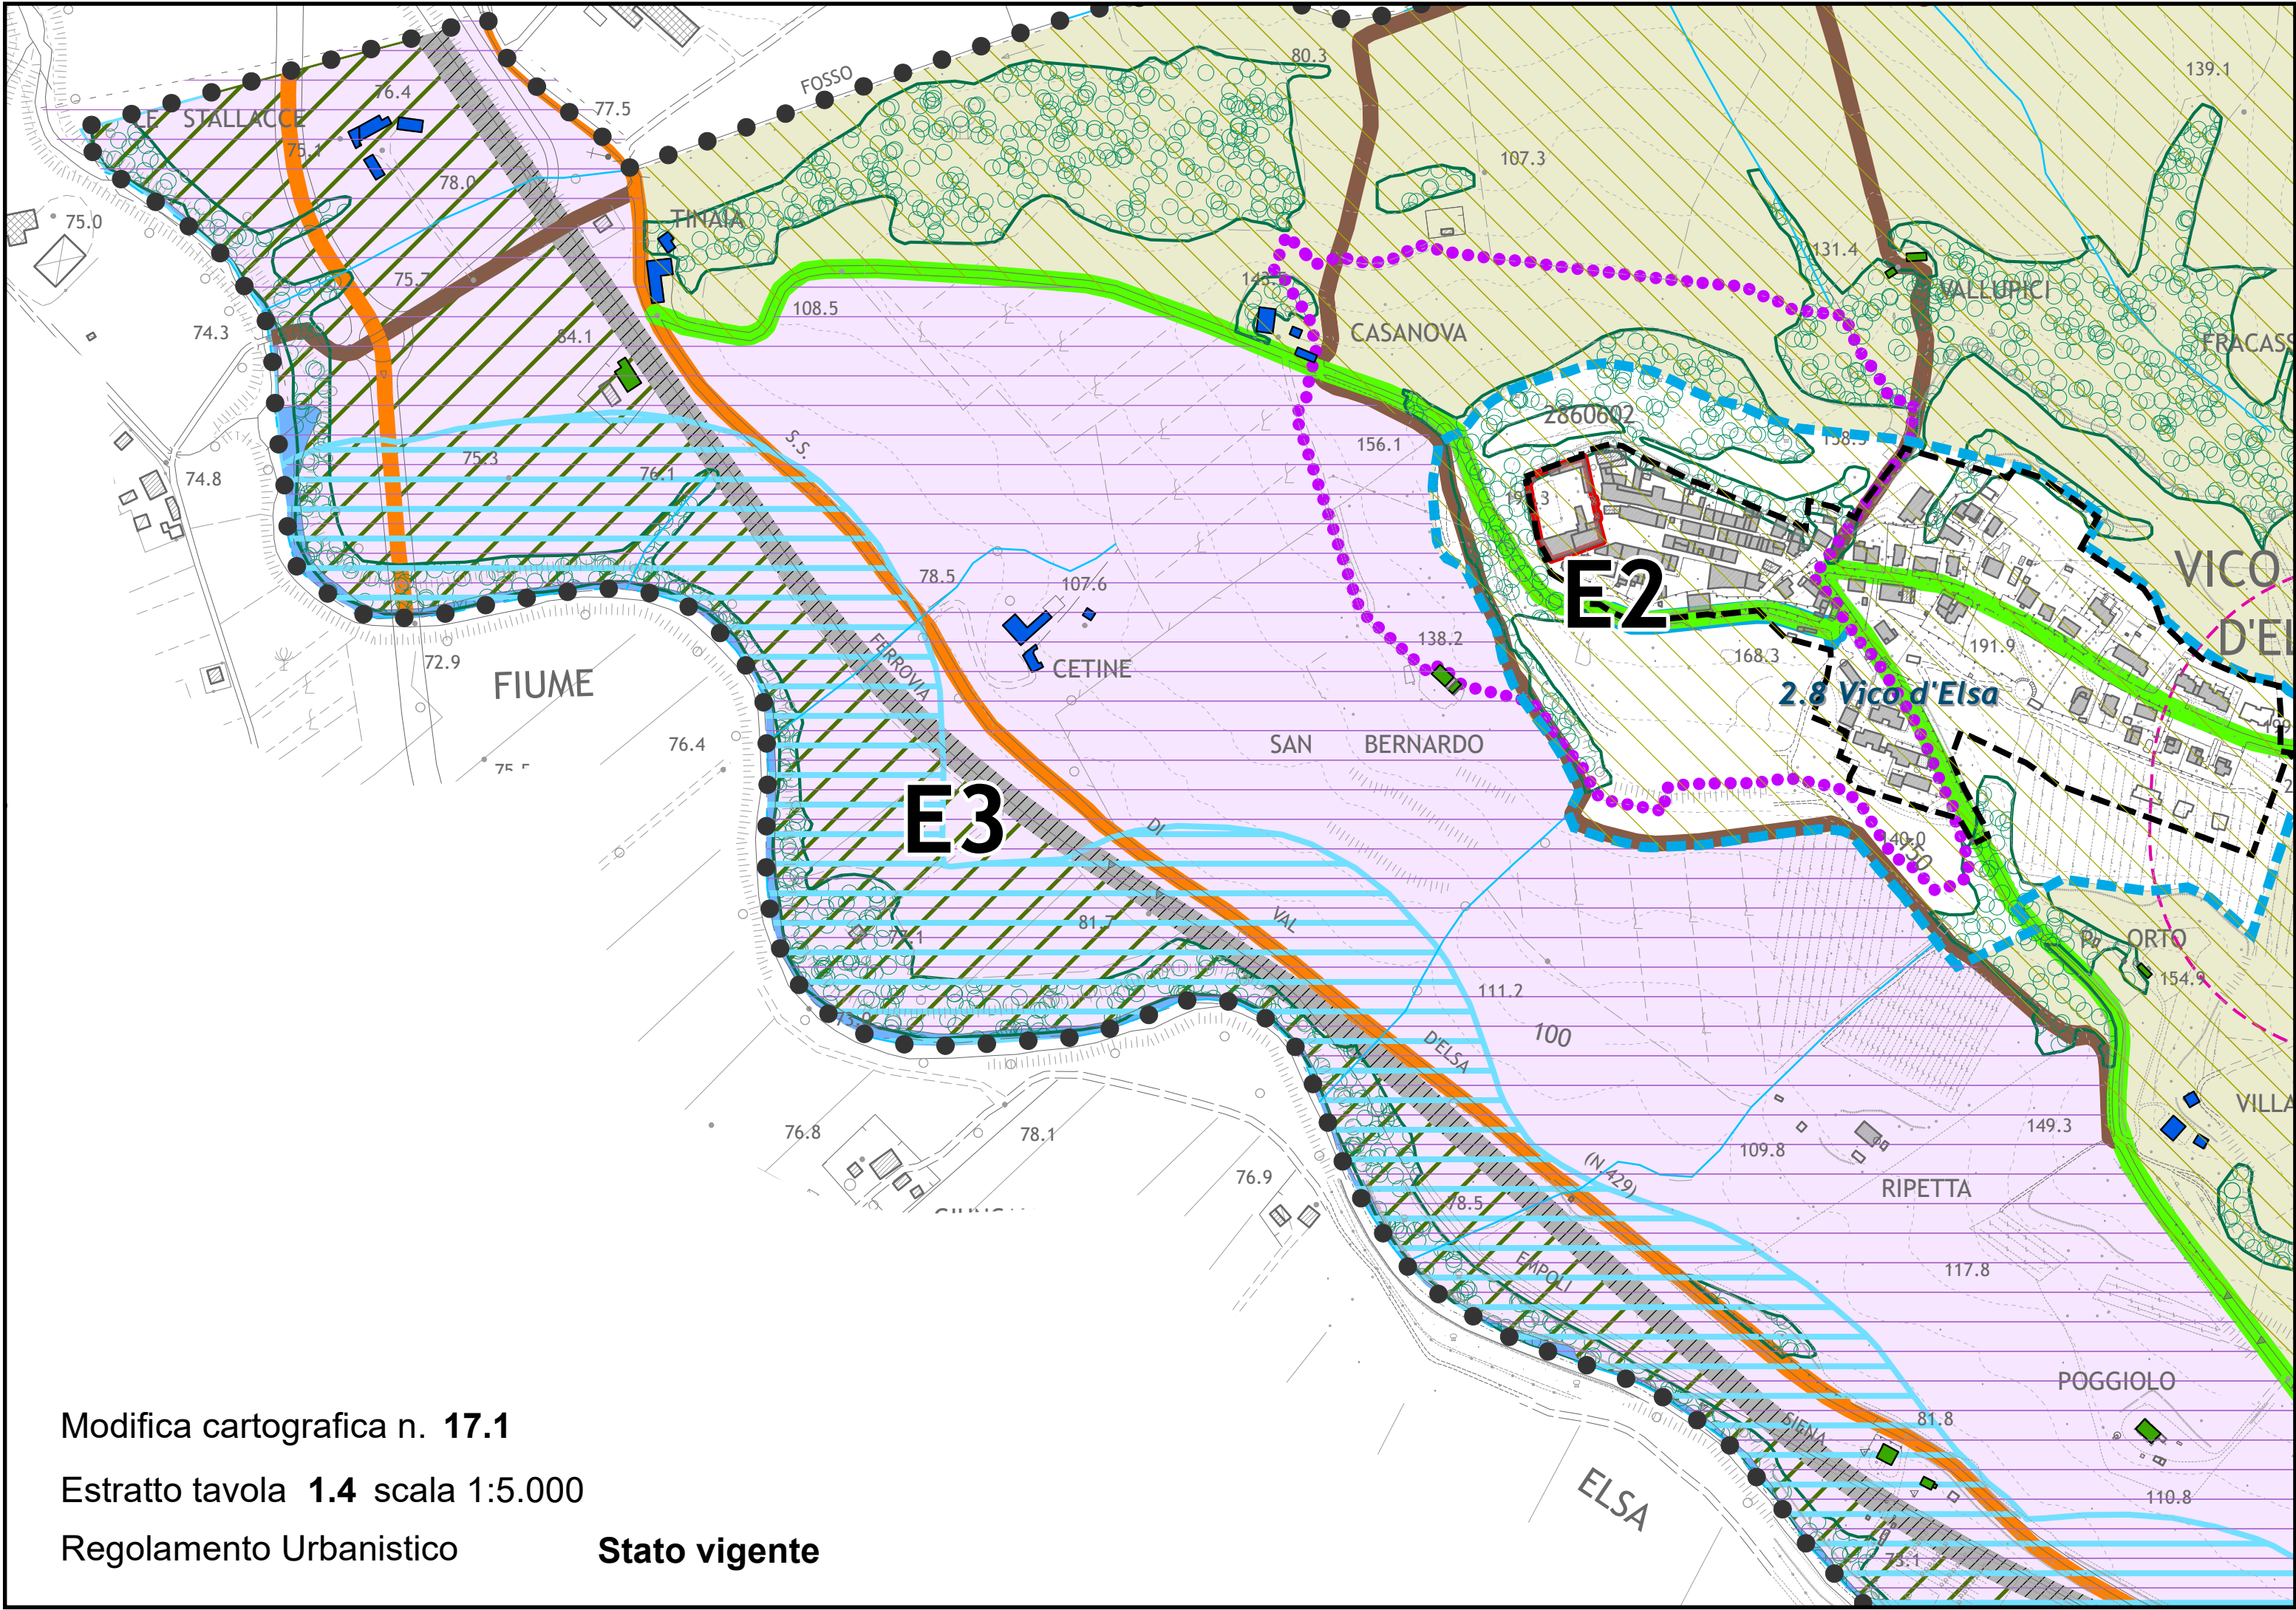 80.3
139.1
FOSSO
76.4
77.5
LE STALLACCE
75.1
107.3
78.0
75.0
TINAIA
131.4
75.7
VALLUPICI
108.5
74.3
84.1
CASANOVA
2860602
S.S.
156.1
75.3
76.1
74.8
78.5
107.6
E2
VICO
D'EL
138.2
FERROVIA
72.9
FIUME
CETINE
168.3
191.9
2.8 Vico d'Elsa
76.4
SAN BERNARDO
E3
DI
140.0
VAL
81.7
77.1
ORTO
154.9
111.2
100
D'ELSA
76.8
78.1
VILLA
149.3
109.8
(N.429)
76.9
RIPETTA
78.5
EMPOLI
117.8
POGGIOLO
81.8
SIENA
ELSA
110.8
Modifica cartografica n. 17.1
Estratto tavola 1.4 scala 1:5.000
Regolamento Urbanistico Stato vigente